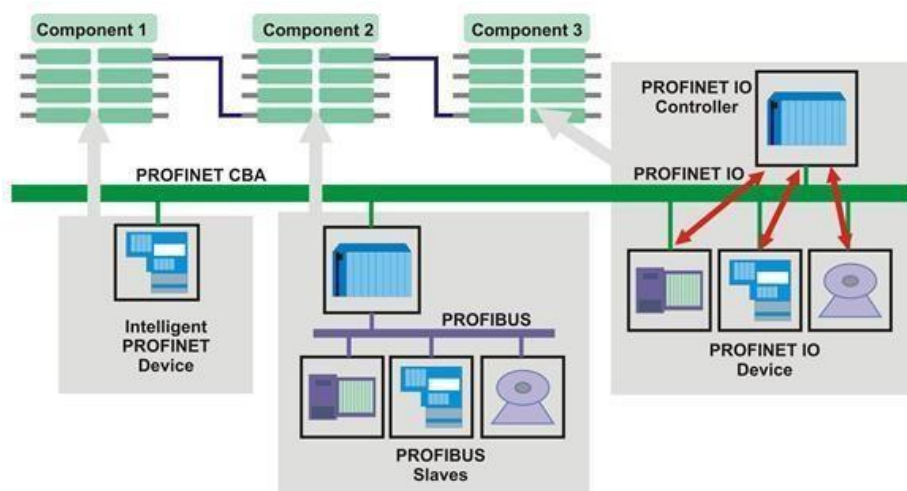 Component 1
Component 2
Component 3
PROFINET IO
Controller
PROFINET CBA
PROFINET IO
Intelligent
PROFINET
Device
PROFIBUS
PROFIBUS
Slaves
PROFINET IO
Device